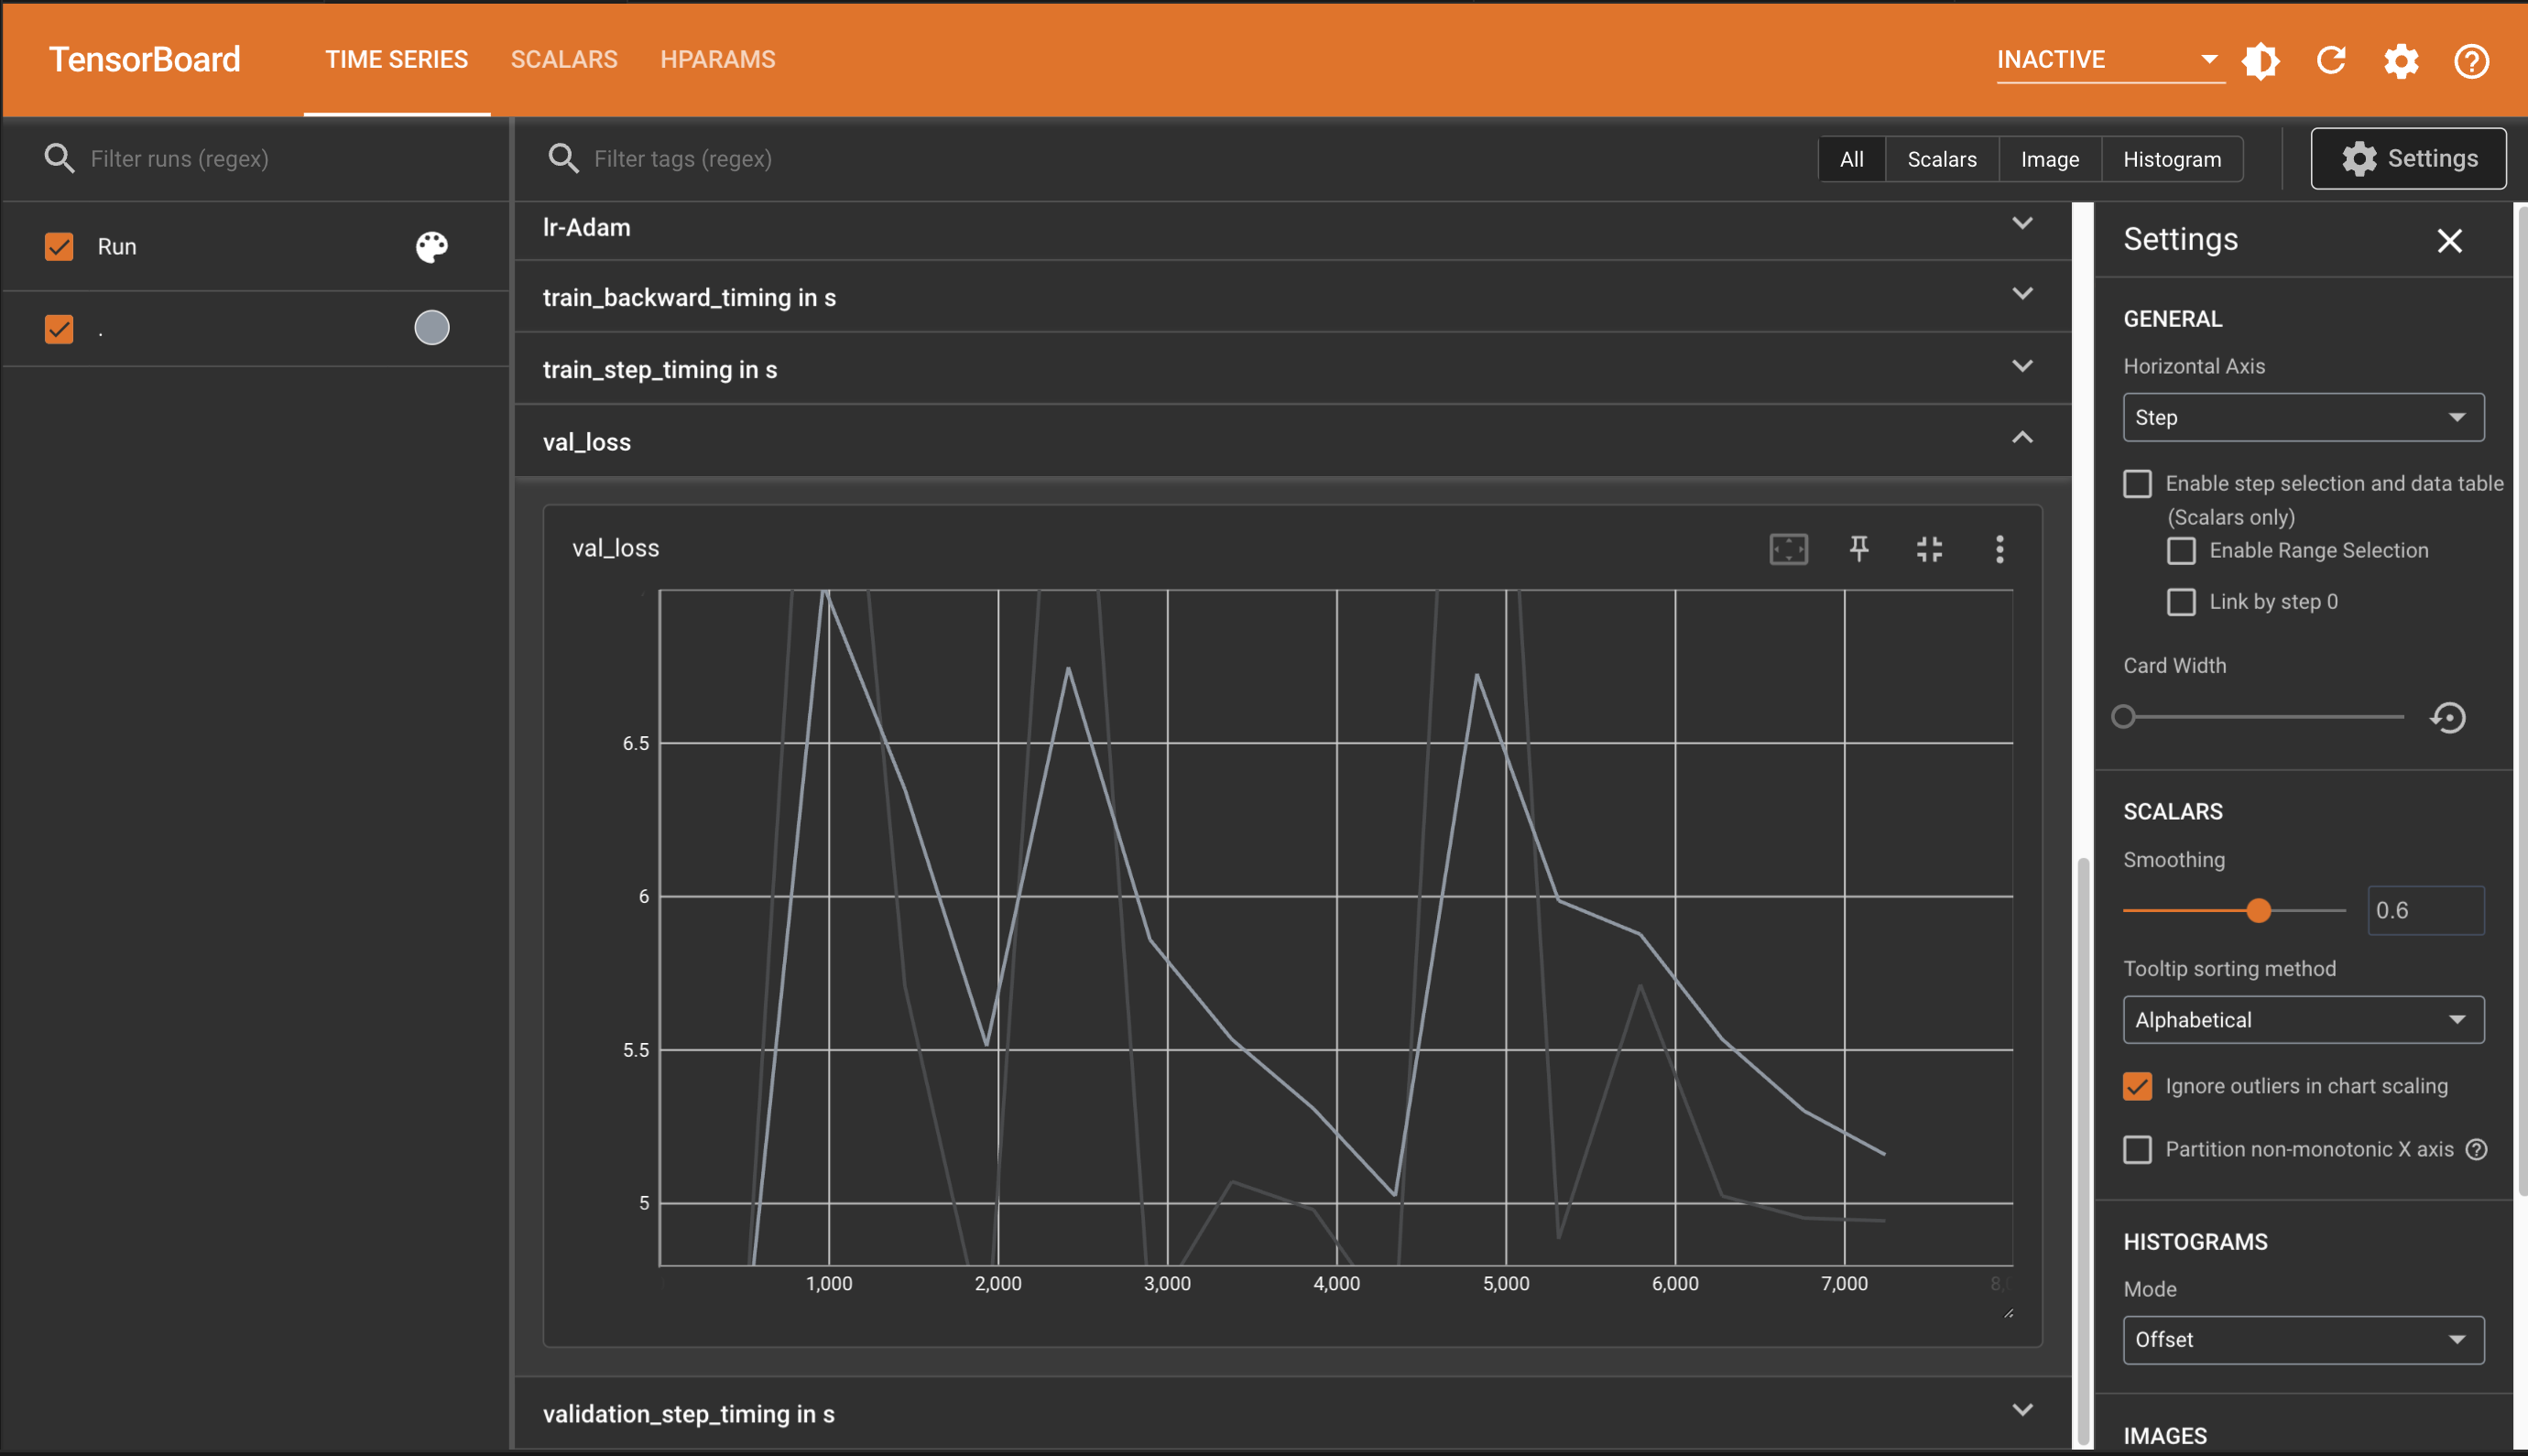 TensorBoard
TIME SERIES
SCALARS
HPARAMS
INACTIVE
Filter runs (regex)
Filter tags (regex)
All
Scalars
Image
Histogram
Settings
Run
.
lr-Adam
train_backward_timing in s
train_step_timing in s
val_loss
val_loss
6.5
6
5.5
5
1,000
2,000
3,000
4,000
5,000
6,000
7,000
validation_step_timing in s
Settings
GENERAL
Horizontal Axis
Step
Enable step selection and data table
(Scalars only)
Enable Range Selection
Link by step 0
Card Width
SCALARS
Smoothing
0.6
Tooltip sorting method
Alphabetical
Ignore outliers in chart scaling
Partition non-monotonic X axis
HISTOGRAMS
Mode
Offset
IMAGES